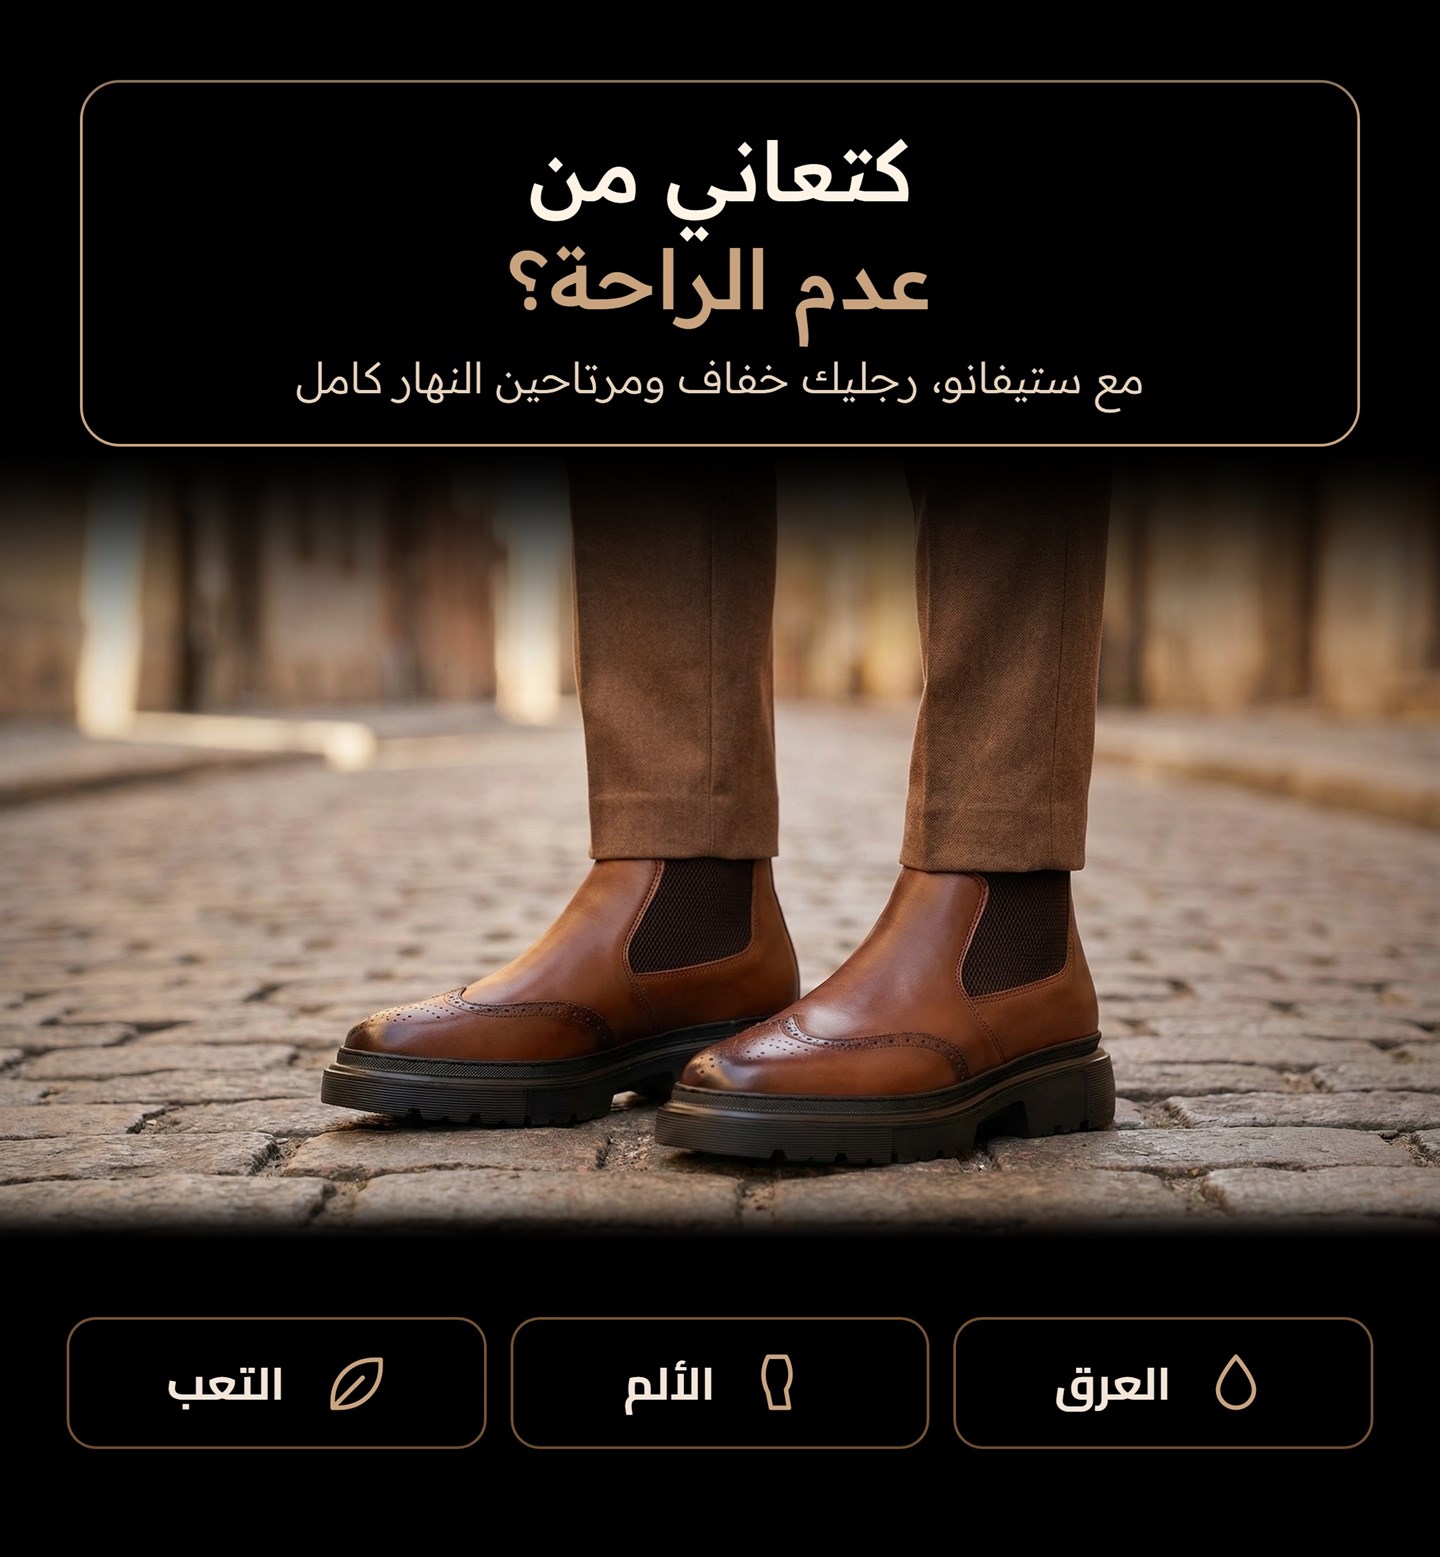 كتعاني من
عدم الراحة؟
مع ستيفانو، رجليك خفاف ومرتاحين النهار كامل
العرق
الألم
التعب